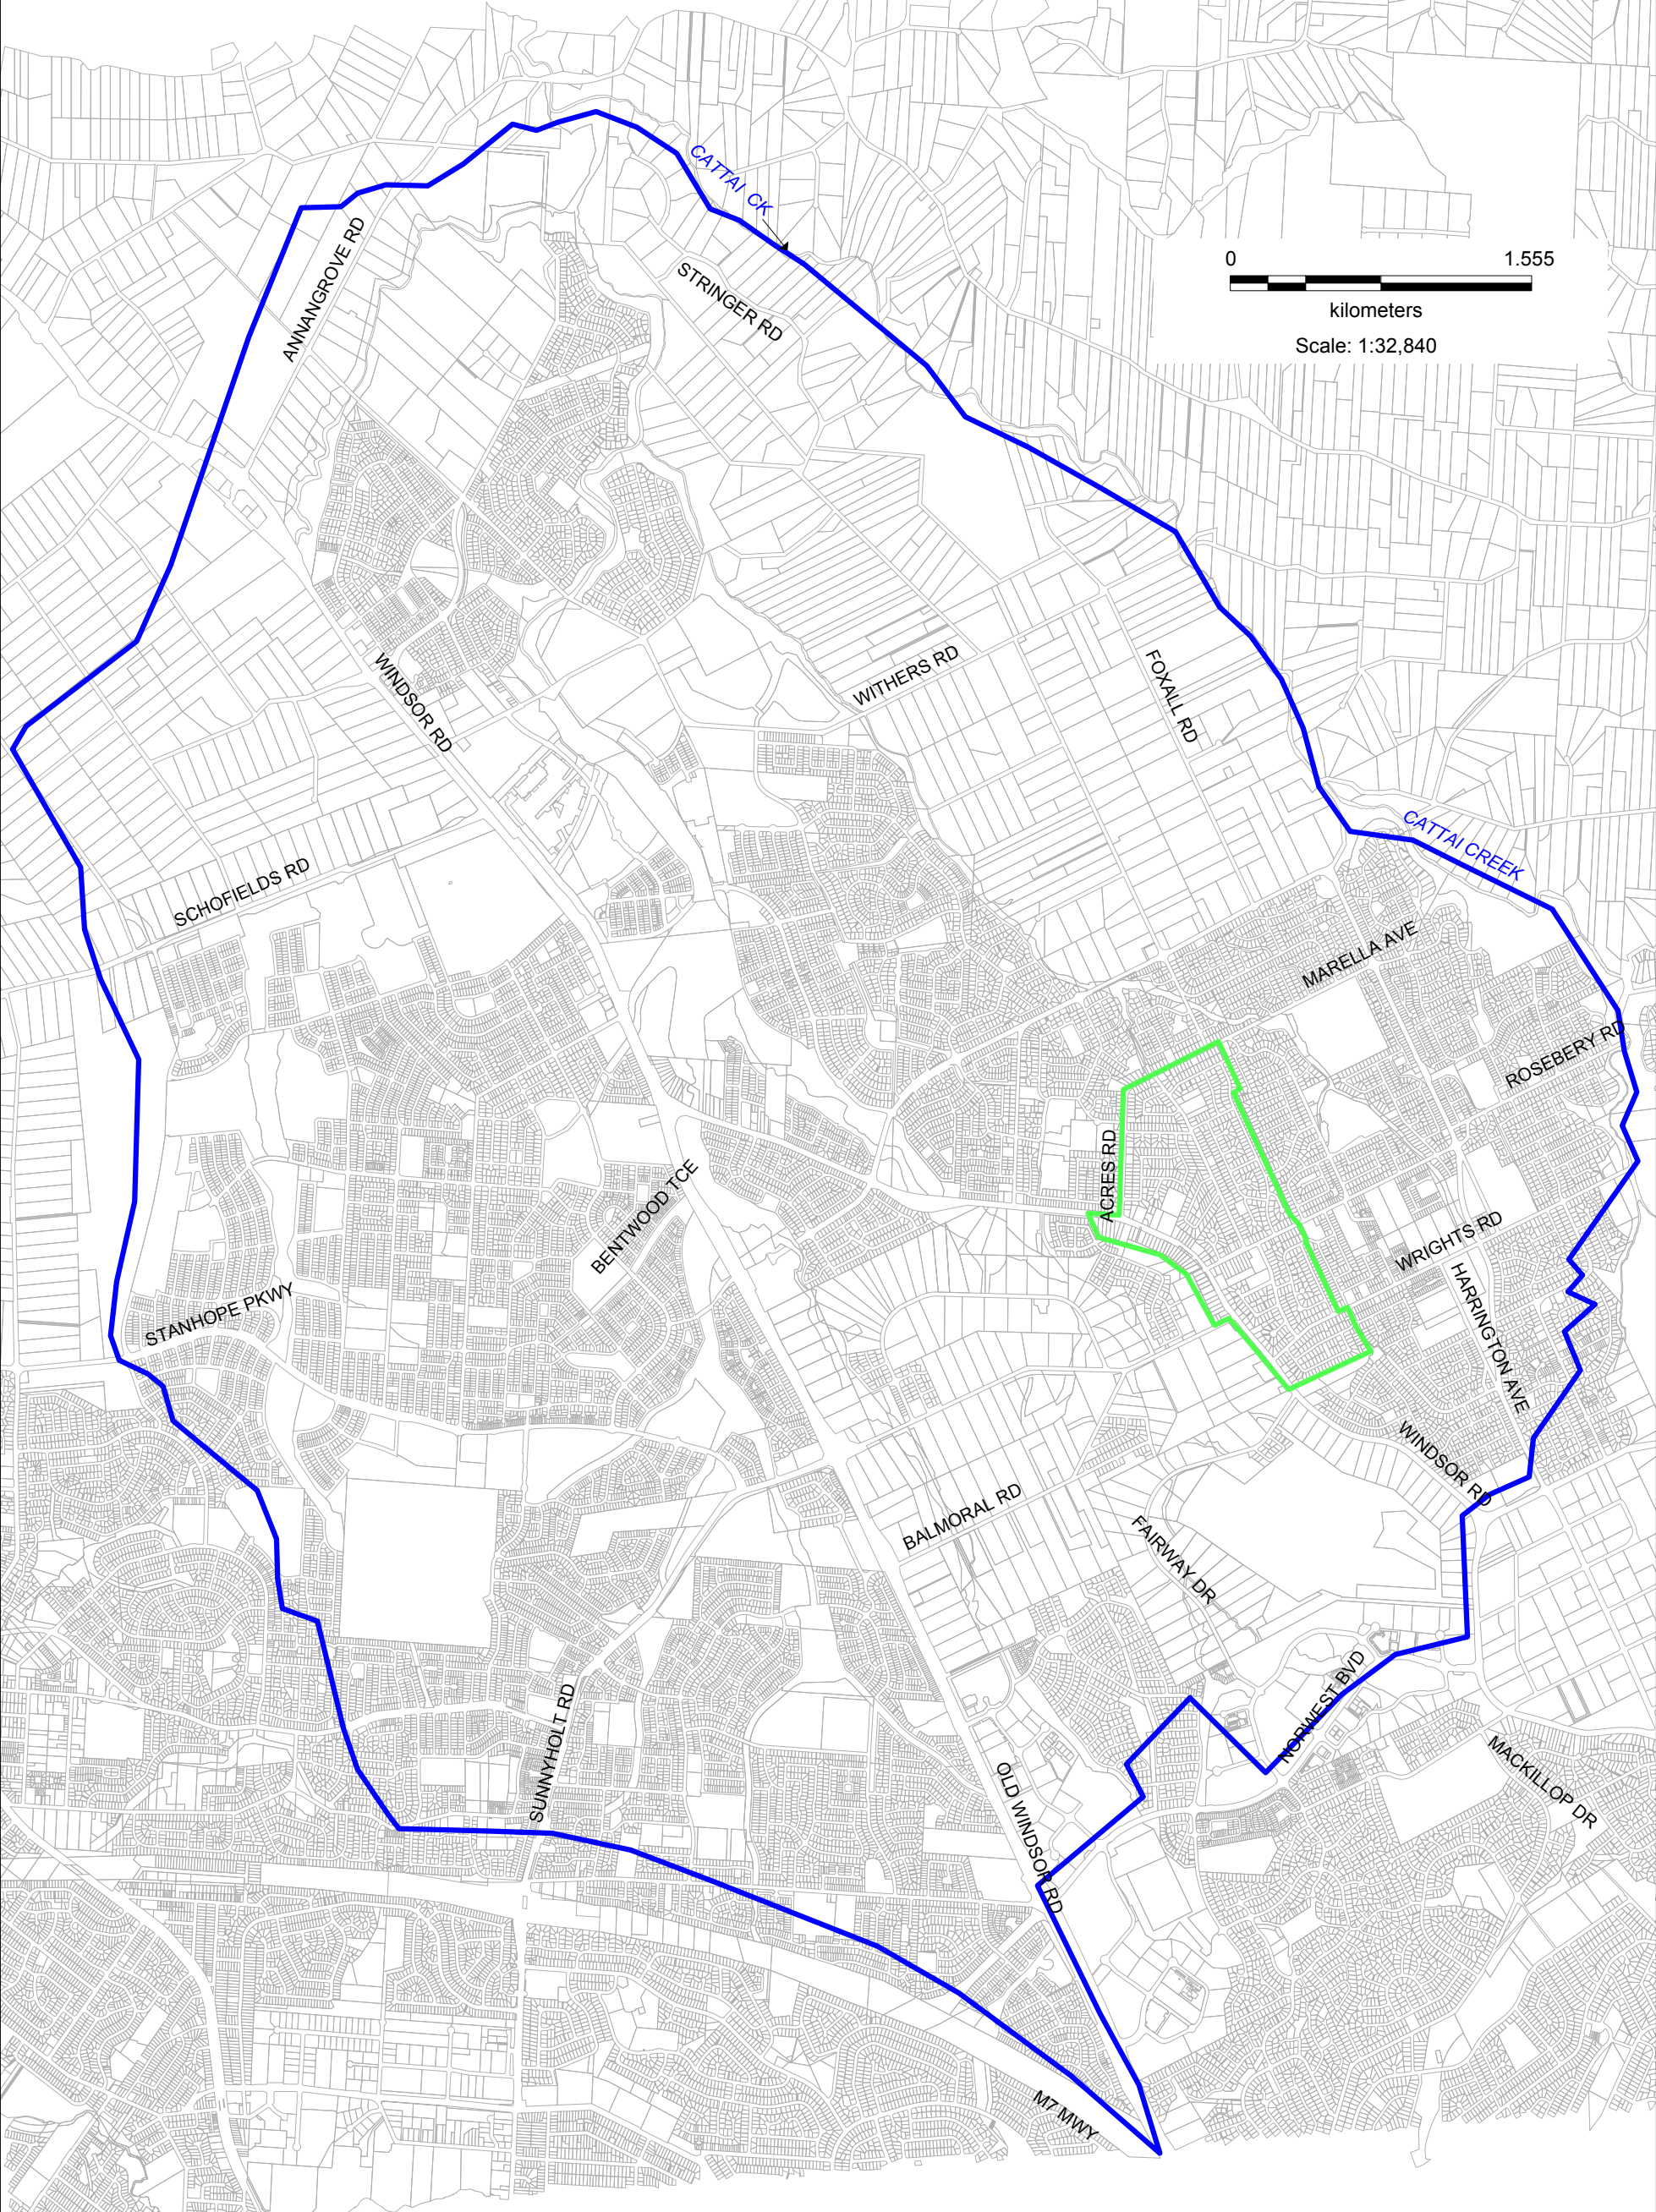 CATTAI CK
ANNANGROVE RD
STRINGER RD
0 1.555
kilometers
Scale: 1:32,840
WINDSOR RD
WITHERS RD
FOXALL RD
CATTAI CREEK
SCHOFIELDS RD
MARELLA AVE
ROSEBERY RD
ACRES RD
BENTWOOD TCE
WRIGHTS RD
STANHOPE PKWY
HARRINGTON AVE
WINDSOR RD
BALMORAL RD
FAIRWAY DR
NORWEST BVD
SUNNYHOLT RD
OLD WINDSOR RD
MACKILLOP DR
M7 MWY